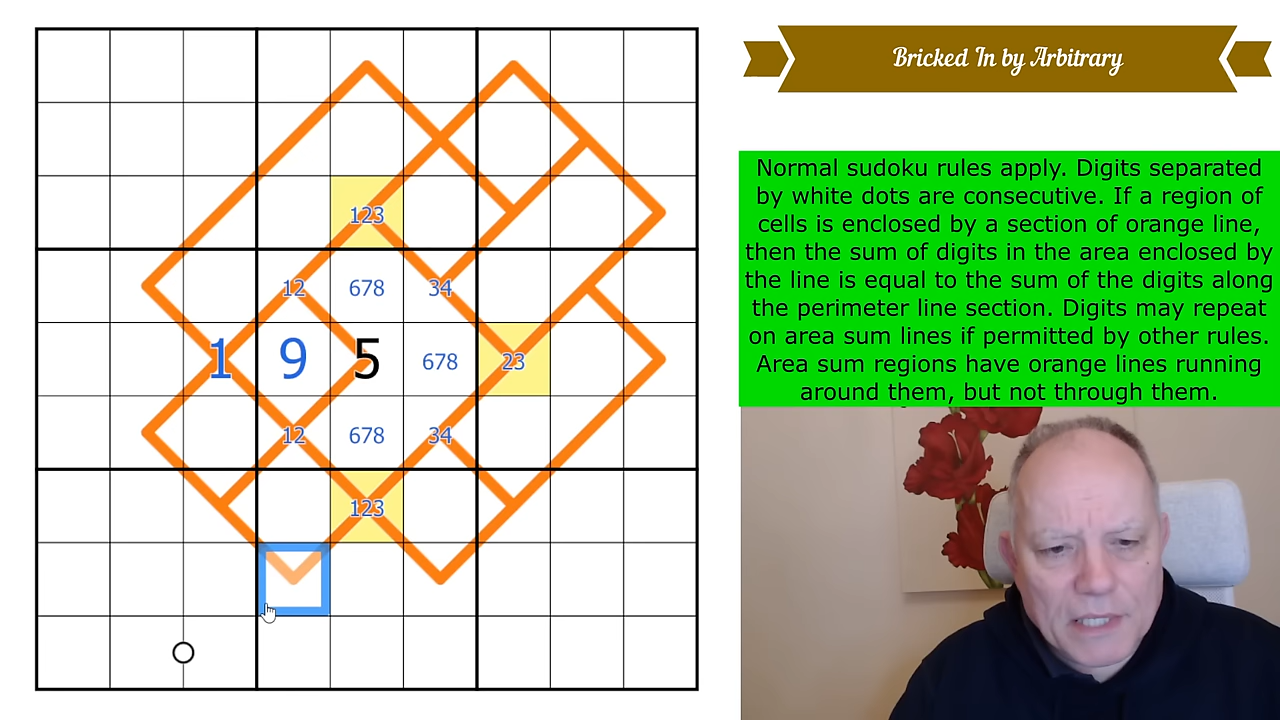 Bricked In by Arbitrary
Normal sudoku rules apply. Digits separated
by white dots are consecutive. If a region of
cells is enclosed by a section of orange line,
then the sum of digits in the area enclosed by
the line is equal to the sum of the digits along
the perimeter line section. Digits may repeat
on area sum lines if permitted by other rules.
Area sum regions have orange lines running
around them, but not through them.
123
12 678 34
1 9 5 678 23
12 678 34
123